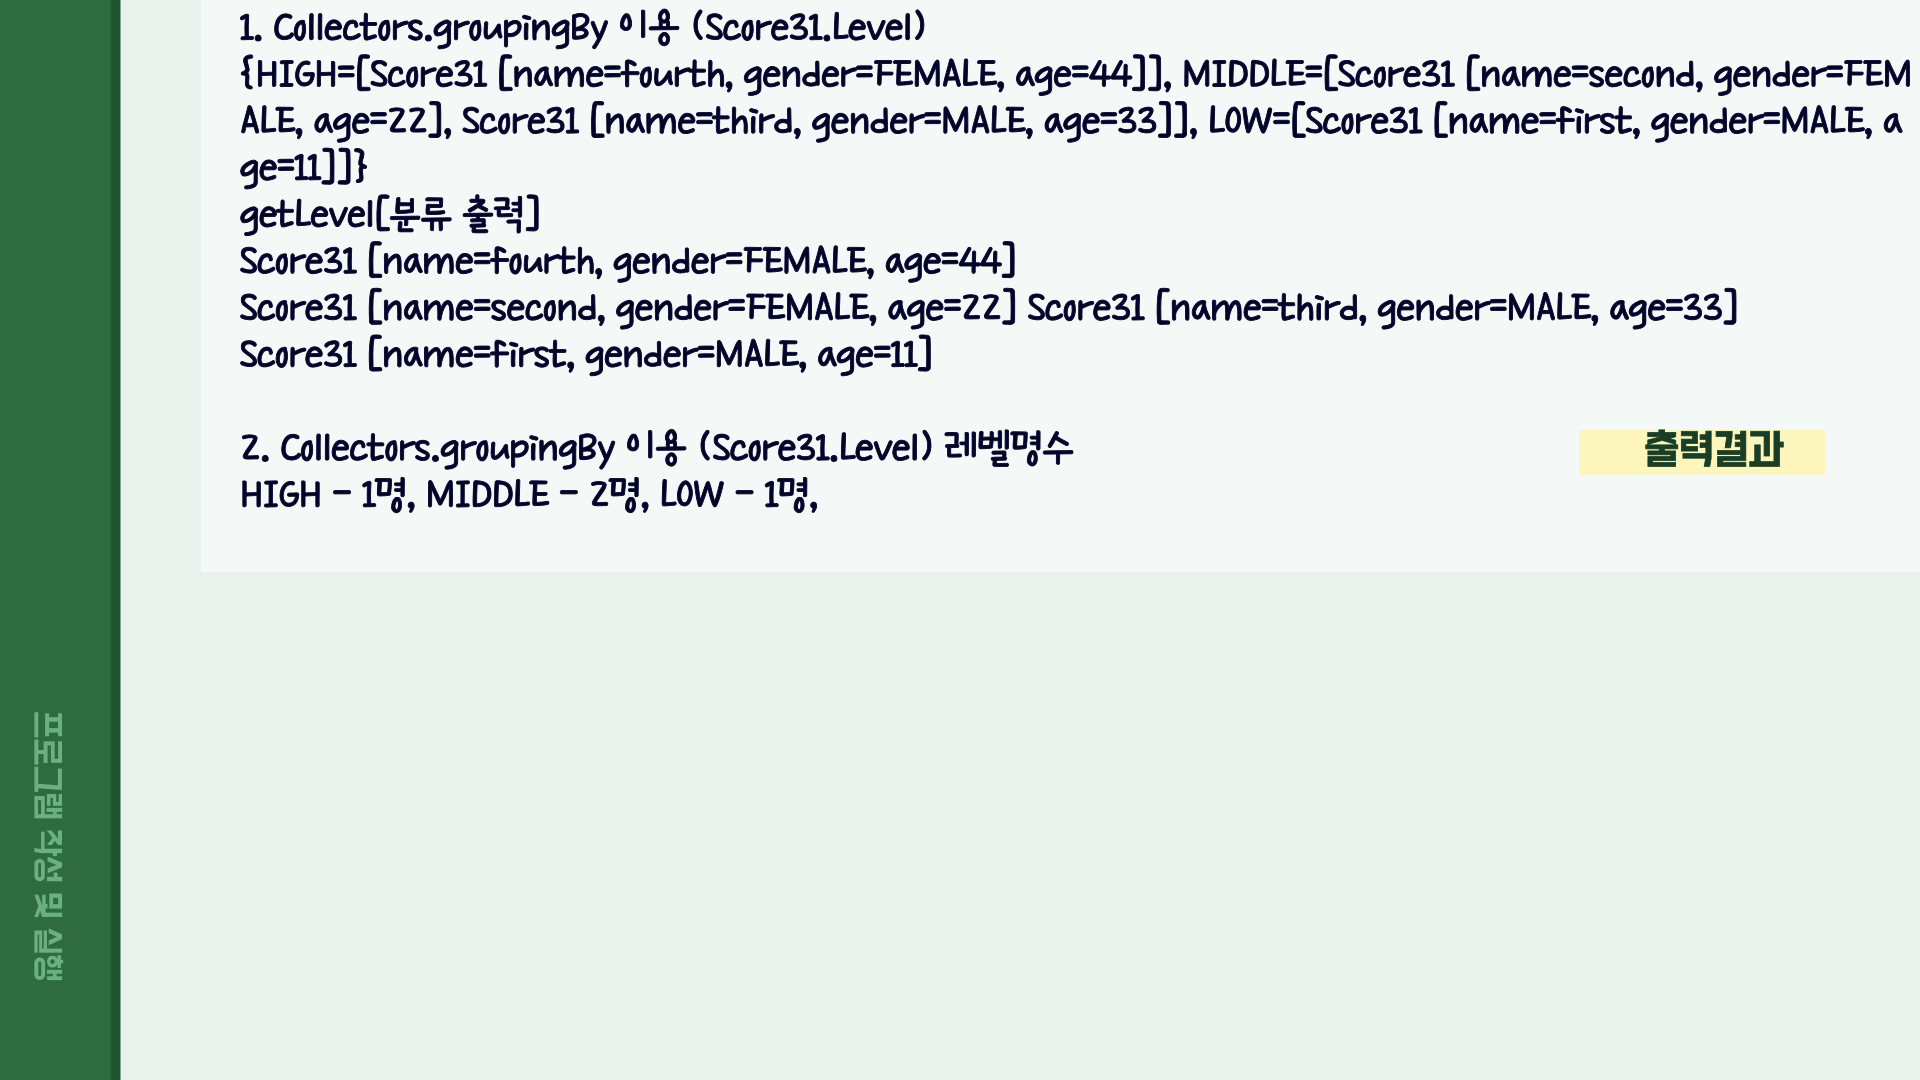 1. Collectors.groupingBy 이용 (Score31.Level)
{HIGH=[Score31 [name=fourth, gender=FEMALE, age=44]], MIDDLE=[Score31 [name=second, gender=FEM
ALE, age=22], Score31 [name=third, gender=MALE, age=33]], LOW=[Score31 [name=first, gender=MALE, a
ge=11]]}
getLevel[분류 출력]
Score31 [name=fourth, gender=FEMALE, age=44]
Score31 [name=second, gender=FEMALE, age=22] Score31 [name=third, gender=MALE, age=33]
Score31 [name=first, gender=MALE, age=11]
2. Collectors.groupingBy 이용 (Score31.Level) 레벨명수
HIGH - 1명, MIDDLE - 2명, LOW - 1명,
출력결과
프로그램 작성 및 실행